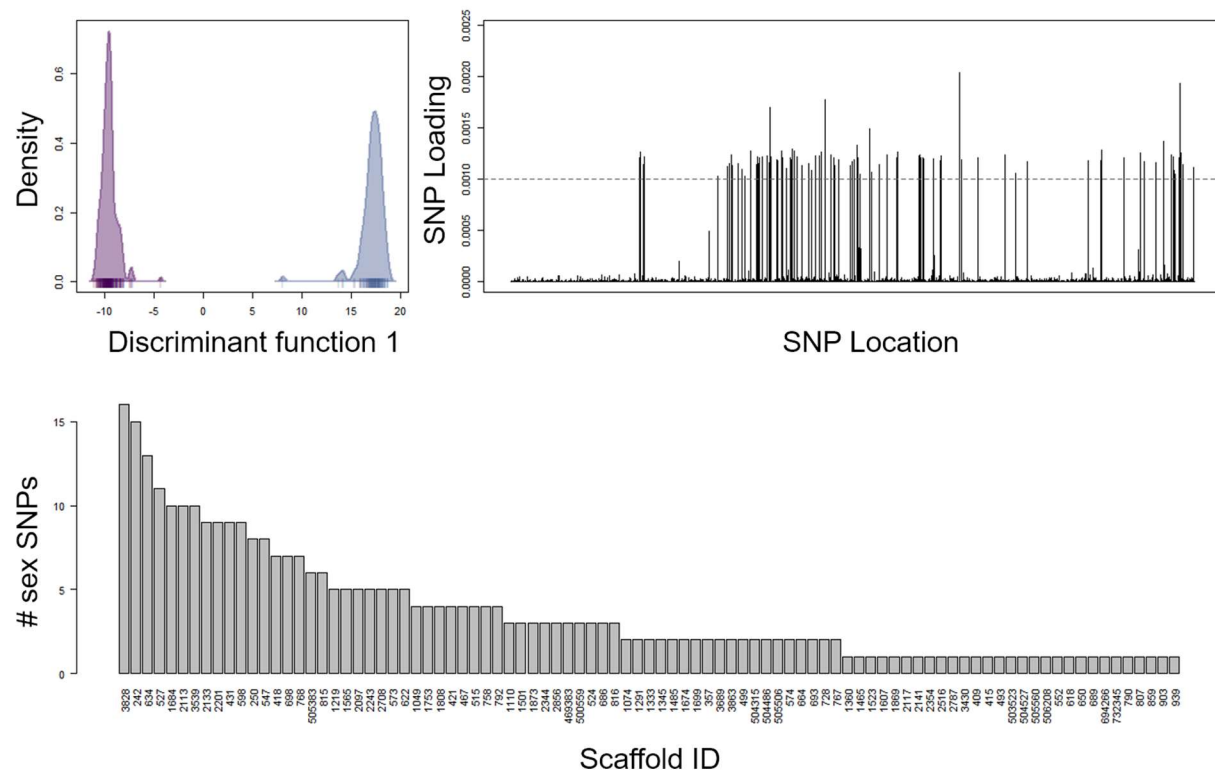 Density
0.0
0.2
0.4
0.6
-10 -5 0 5 10 15 20
Discriminant function 1
SNP Loading
0.0000
0.0005
0.0010
0.0015
0.0020
0.0025
SNP Location
# sex SNPs
0
5
10
15
3828 242 634 527 1684 2113 3539 2133 2201 431 598 250 547 418 698 768 505383 815 1219 1565 2097 2243 2708 573 622 1049 1753 1808 421 467 515 758 792 1110 1501 1873 2344 2856 469383 500559 524 686 816 1074 1291 1333 1345 1485 1674 1699 357 3689 3863 499 504315 504486 505506 574 664 693 728 767 1360 1465 1523 1607 1869 2117 2141 2354 2516 2787 3430 409 415 493 503523 504527 505560 506208 552 618 650 689 694266 732345 790 807 859 903 939
Scaffold ID